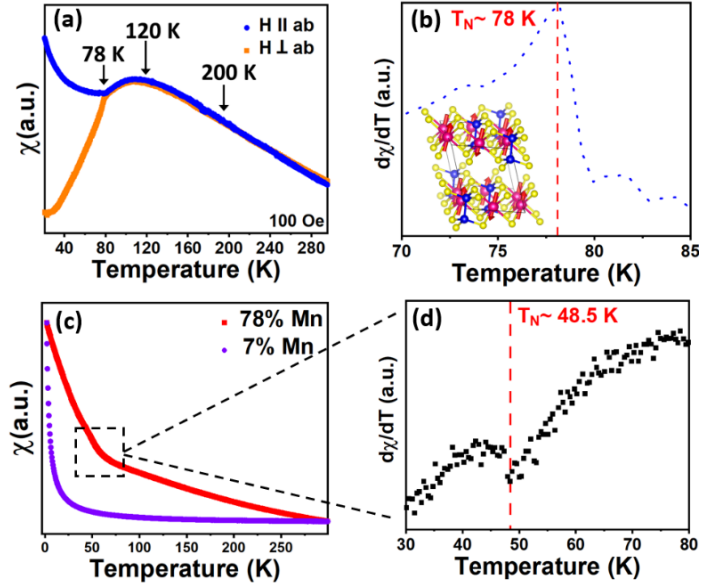 (a)
H || ab
H ⊥ ab
78 K
120 K
200 K
100 Oe
χ(a.u.)
40 80 120 160 200 240 280
Temperature (K)
(b)
T_N~ 78 K
dχ/dT (a.u.)
70 75 80 85
Temperature (K)
(c)
78% Mn
7% Mn
χ(a.u.)
0 50 100 150 200 250
Temperature (K)
(d)
T_N~ 48.5 K
dχ/dT (a.u.)
30 40 50 60 70 80
Temperature (K)